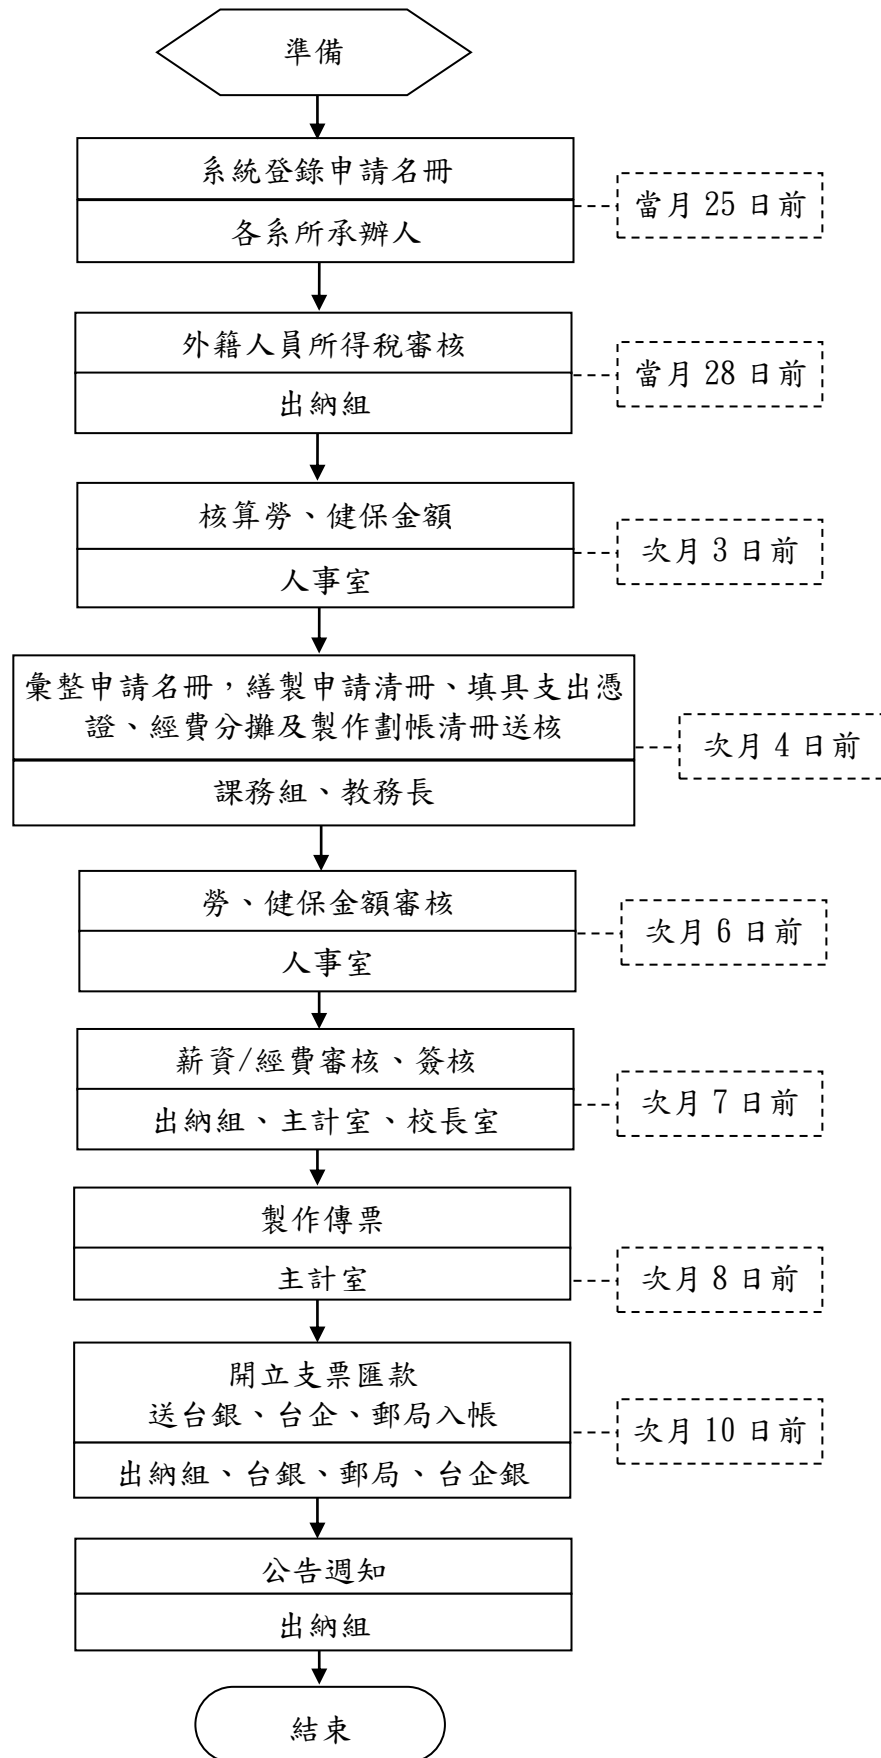 準備
系統登錄申請名冊
各系所承辦人
當月 25 日前
外籍人員所得稅審核
出納組
當月 28 日前
核算勞、健保金額
人事室
次月 3 日前
彙整申請名冊，繕製申請清冊、填具支出憑
證、經費分攤及製作劃帳清冊送核
課務組、教務長
次月 4 日前
勞、健保金額審核
人事室
次月 6 日前
薪資/經費審核、簽核
出納組、主計室、校長室
次月 7 日前
製作傳票
主計室
次月 8 日前
開立支票匯款
送台銀、台企、郵局入帳
出納組、台銀、郵局、台企銀
次月 10 日前
公告週知
出納組
結束